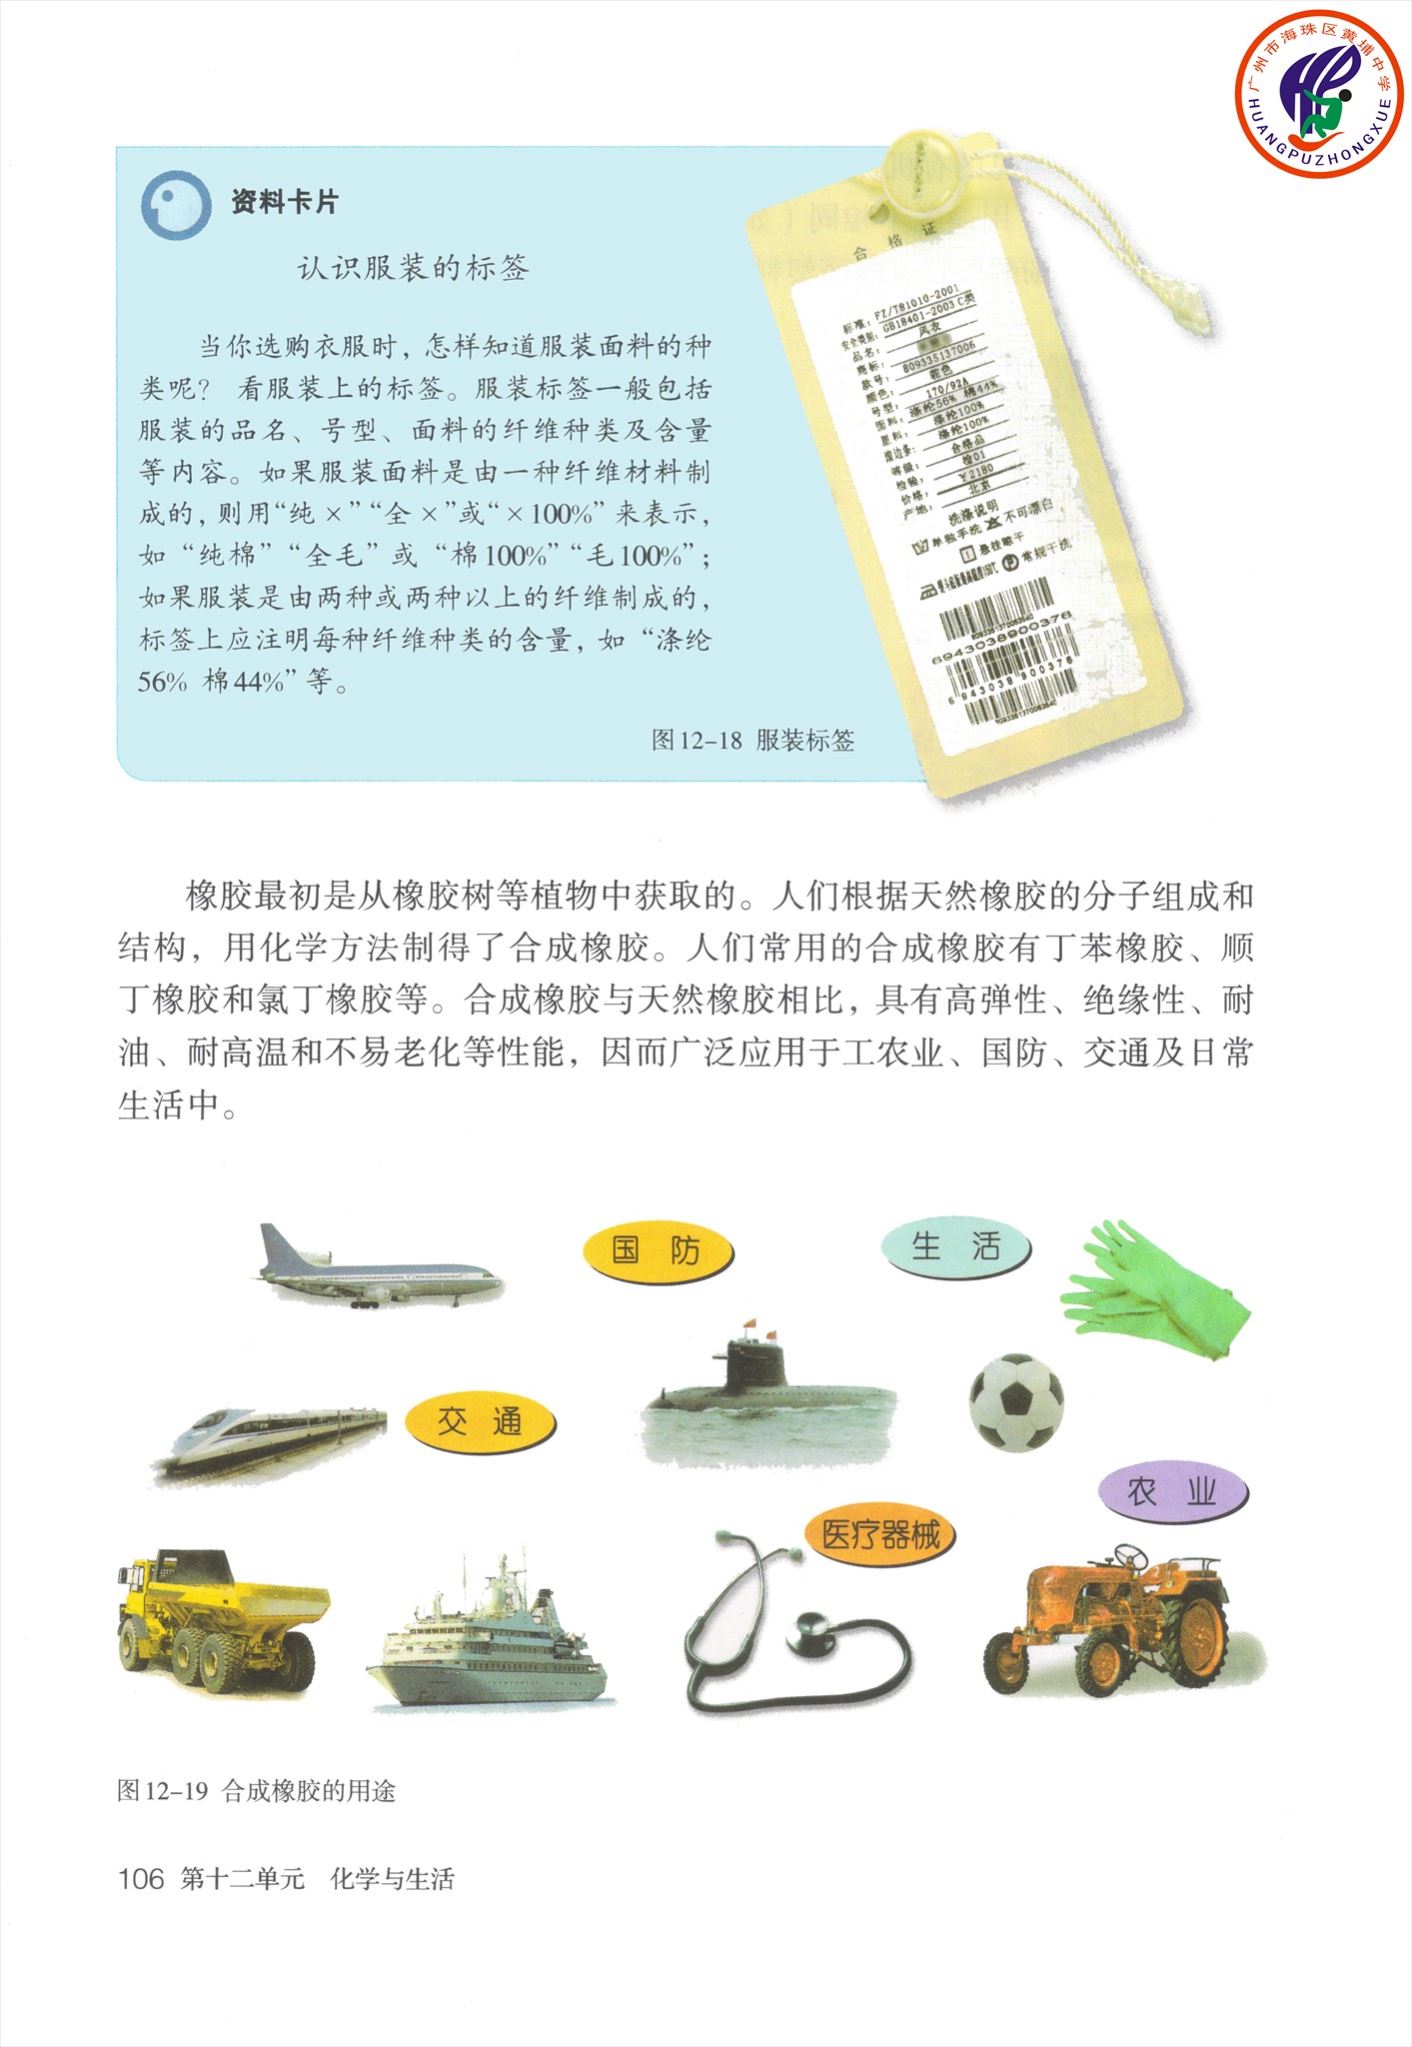 广州市海珠区黄埔中学
HUANGPUZHONGXUE
资料卡片
认识服装的标签
当你选购衣服时，怎样知道服装面料的种
类呢？ 看服装上的标签。服装标签一般包括
服装的品名、号型、面料的纤维种类及含量
等内容。如果服装面料是由一种纤维材料制
成的，则用“纯×”“全×”或“×100%”来表示，
如“纯棉”“全毛”或“棉100%”“毛100%”；
如果服装是由两种或两种以上的纤维制成的，
标签上应注明每种纤维种类的含量，如“涤纶
56% 棉44%”等。
合格证
标准：FZ/T81010-2001
安全类别：GB18401-2003 C类
品名：风衣
商标：
款号：809335137006
颜色：驼色
号型：170/92A
面料：涤纶56% 棉44%
里料：涤纶100%
涤纶100%
等级：合格品
检验：检01
价格：￥2180
产地：北京
洗涤说明
单独手洗 不可漂白
悬挂晾干
常规干洗
6943038900376
6 943038 900376
图12-18 服装标签
橡胶最初是从橡胶树等植物中获取的。人们根据天然橡胶的分子组成和
结构，用化学方法制得了合成橡胶。人们常用的合成橡胶有丁苯橡胶、顺
丁橡胶和氯丁橡胶等。合成橡胶与天然橡胶相比，具有高弹性、绝缘性、耐
油、耐高温和不易老化等性能，因而广泛应用于工农业、国防、交通及日常
生活中。
国 防
生 活
交 通
农 业
医疗器械
图12-19 合成橡胶的用途
106 第十二单元 化学与生活